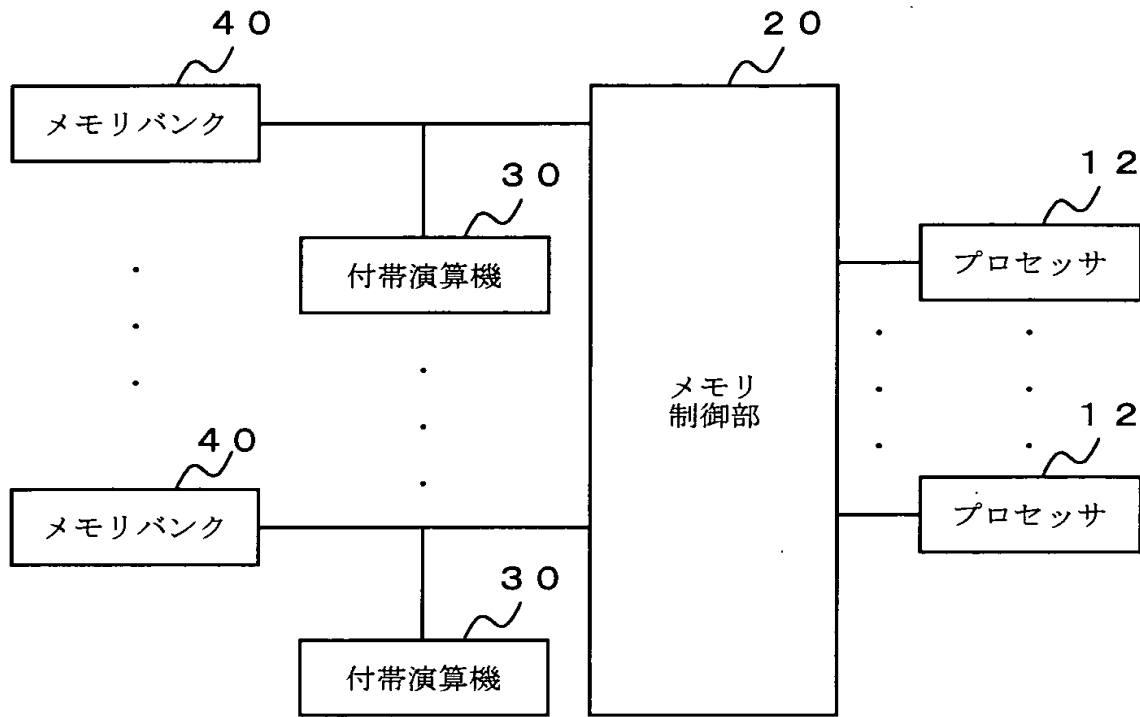 ４０
２０
メモリバンク
３０
１２
付帯演算機
プロセッサ
メモリ
制御部
４０
１２
メモリバンク
プロセッサ
３０
付帯演算機